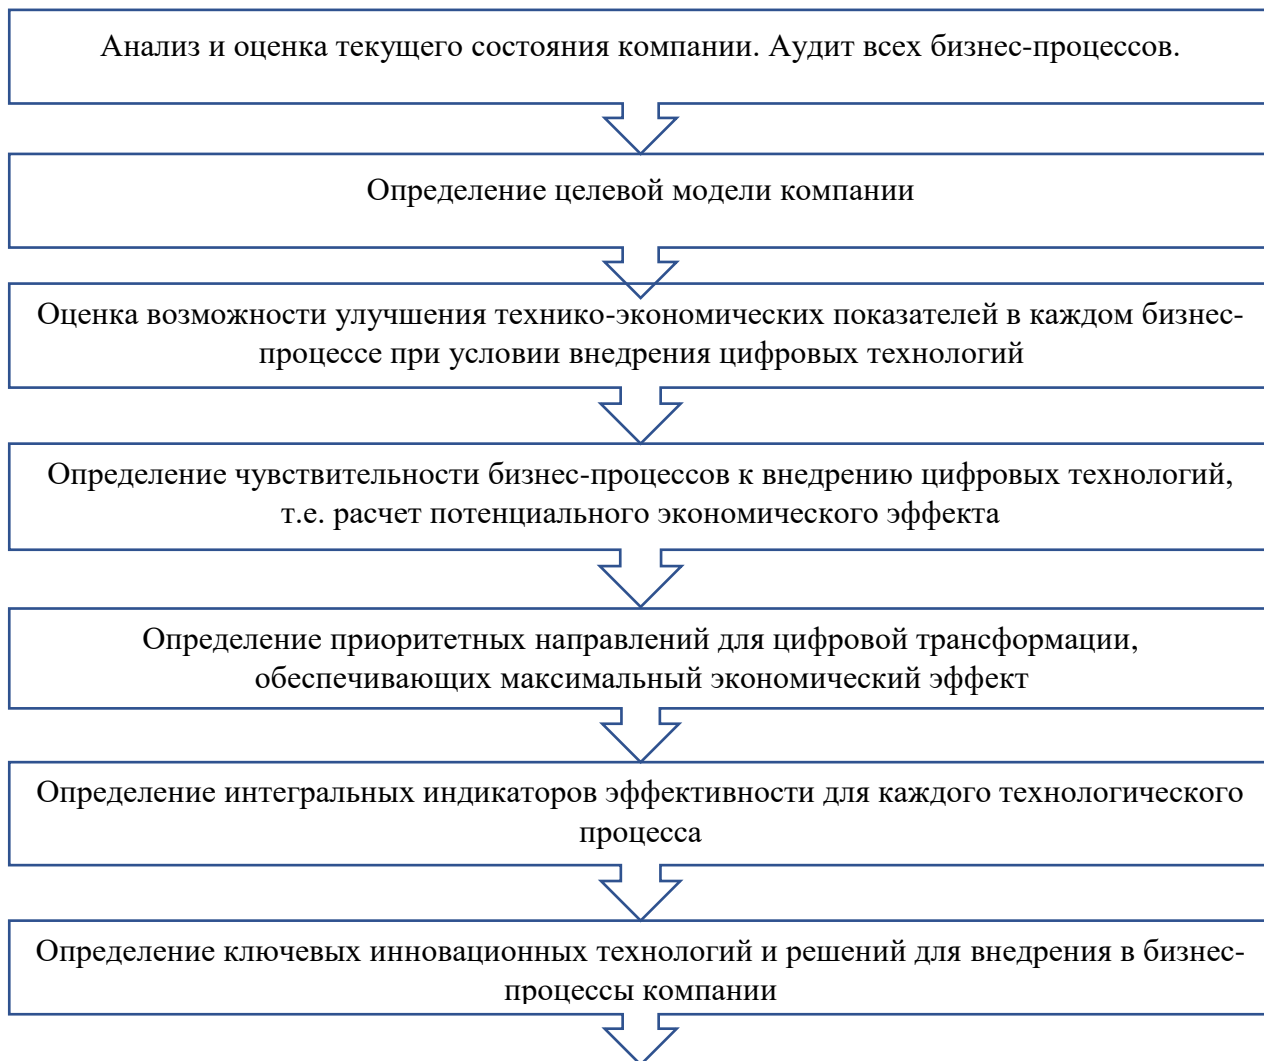 Анализ и оценка текущего состояния компании. Аудит всех бизнес-процессов.
Определение целевой модели компании
Оценка возможности улучшения технико-экономических показателей в каждом бизнес-
процессе при условии внедрения цифровых технологий
Определение чувствительности бизнес-процессов к внедрению цифровых технологий,
т.е. расчет потенциального экономического эффекта
Определение приоритетных направлений для цифровой трансформации,
обеспечивающих максимальный экономический эффект
Определение интегральных индикаторов эффективности для каждого технологического
процесса
Определение ключевых инновационных технологий и решений для внедрения в бизнес-
процессы компании